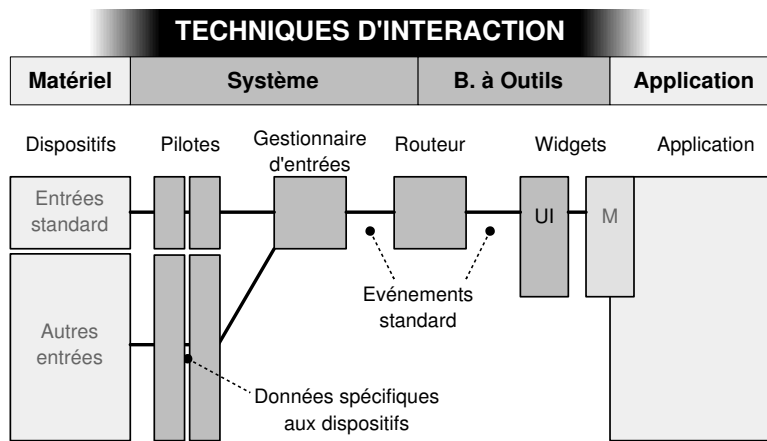 TECHNIQUES D'INTERACTION
Matériel
Système
B. à Outils
Application
Dispositifs
Pilotes
Gestionnaire
d'entrées
Routeur
Widgets
Application
Entrées
standard
UI
M
Evénements
standard
Autres
entrées
Données spécifiques
aux dispositifs